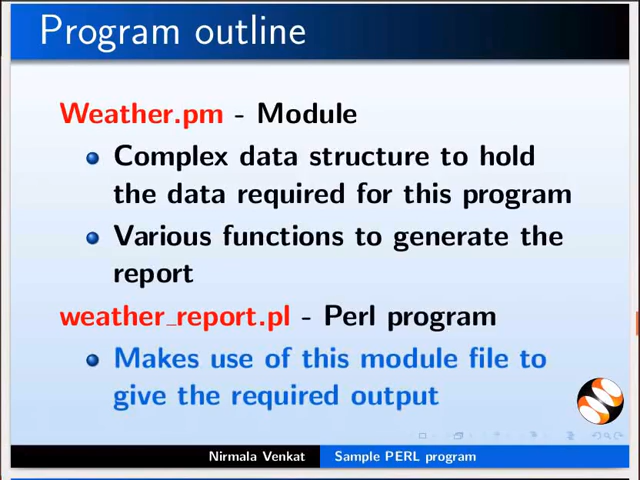 Program outline
Weather.pm - Module
Complex data structure to hold
the data required for this program
Various functions to generate the
report
weather_report.pl - Perl program
Makes use of this module file to
give the required output
Nirmala Venkat Sample PERL program